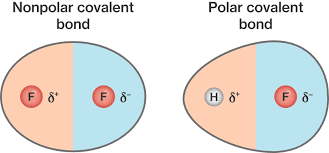 Nonpolar covalent
bond
Polar covalent
bond
F δ⁺ F δ⁻
H δ⁺ F δ⁻